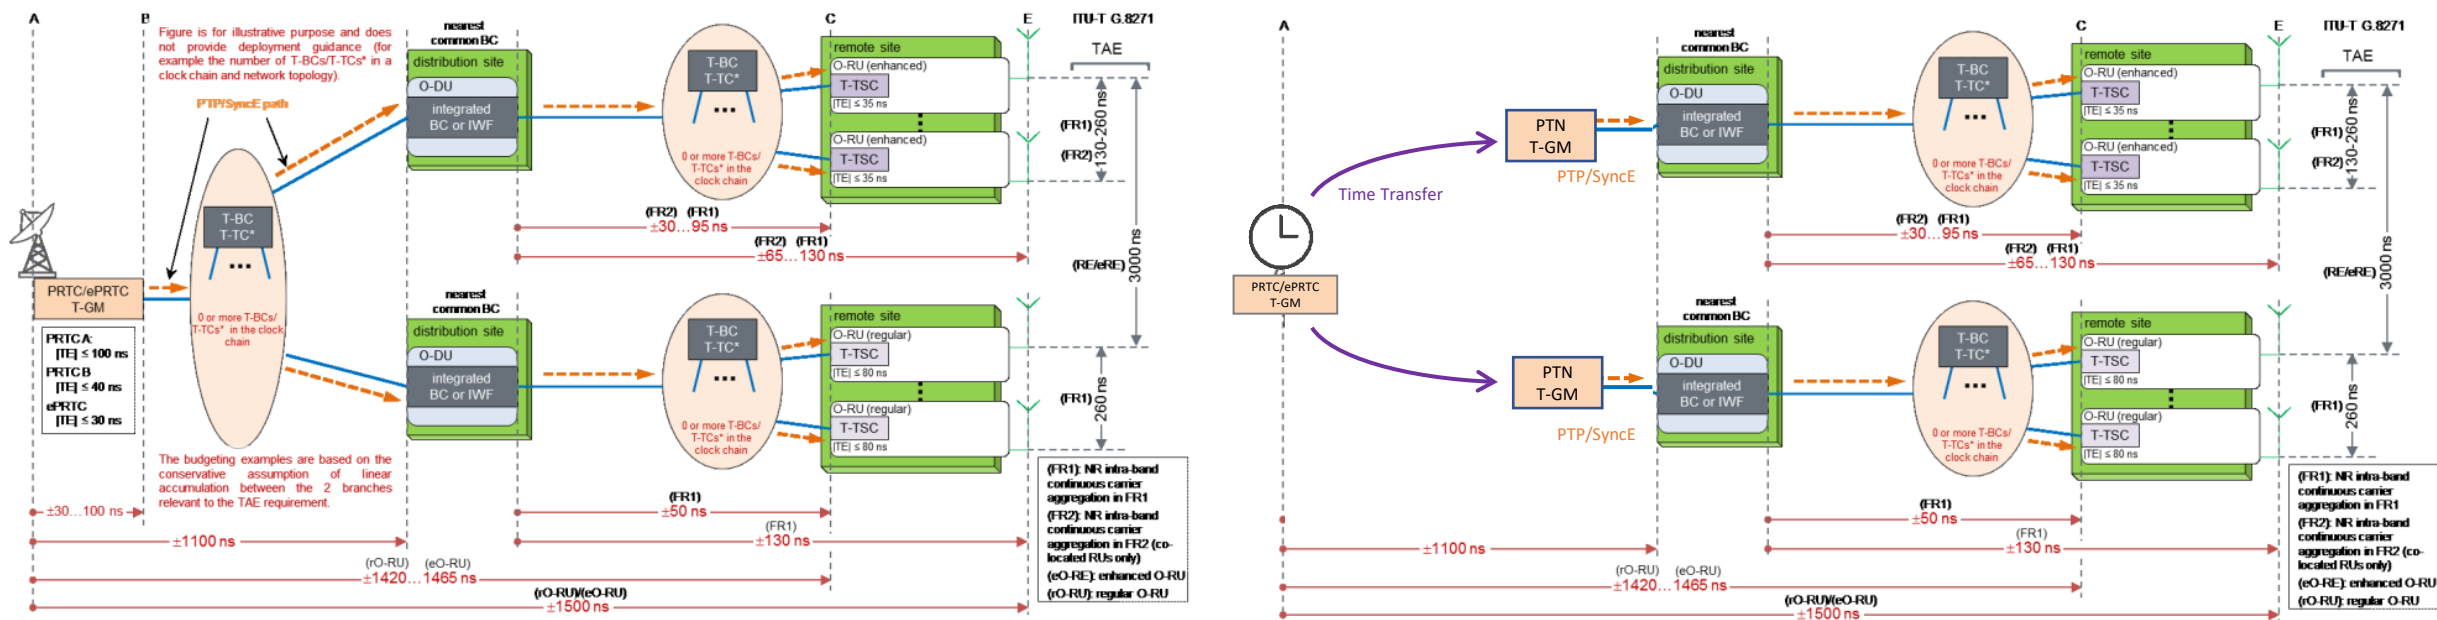 A
B
Figure is for illustrative purpose and does
not provide deployment guidance (for
example the number of T-BCs/T-TCs* in a
clock chain and network topology).
PTP/SyncE path
T-BC
T-TC*
...
0 or more T-BCs/
T-TCs* in the clock
chain
PRTC/ePRTC
T-GM
PRTC A:
|TE| ≤ 100 ns
PRTC B
|TE| ≤ 40 ns
ePRTC
|TE| ≤ 30 ns
The budgeting examples are based on the
conservative assumption of linear
accumulation between the 2 branches
relevant to the TAE requirement.
nearest
common BC
distribution site
O-DU
integrated
BC or IWF
T-BC
T-TC*
...
0 or more T-BCs/
T-TCs* in the
clock chain
C
remote site
O-RU (enhanced)
T-TSC
|TE| ≤ 35 ns
O-RU (enhanced)
T-TSC
|TE| ≤ 35 ns
E
ITU-T G.8271
TAE
(FR1)
(FR2)
130-260 ns
(RE/eRE)
3000 ns
(FR2) (FR1)
±30...95 ns
(FR2) (FR1)
±65...130 ns
nearest
common BC
distribution site
O-DU
integrated
BC or IWF
T-BC
T-TC*
...
0 or more T-BCs/
T-TCs* in the
clock chain
remote site
O-RU (regular)
T-TSC
|TE| ≤ 80 ns
O-RU (regular)
T-TSC
|TE| ≤ 80 ns
(FR1)
260 ns
(FR1)
±50 ns
(FR1)
±130 ns
±30...100 ns
±1100 ns
(rO-RU) (eO-RU)
±1420...1465 ns
(rO-RU)/(eO-RU)
±1500 ns
(FR1): NR intra-band
continuous carrier
aggregation in FR1
(FR2): NR intra-band
continuous carrier
aggregation in FR2 (co-
located RUs only)
(eO-RE): enhanced O-RU
(rO-RU): regular O-RU
A
PRTC/ePRTC
T-GM
Time Transfer
PTN
T-GM
PTP/SyncE
nearest
common BC
distribution site
O-DU
integrated
BC or IWF
T-BC
T-TC*
...
0 or more T-BCs/
T-TCs* in the
clock chain
C
remote site
O-RU (enhanced)
T-TSC
|TE| ≤ 35 ns
O-RU (enhanced)
T-TSC
|TE| ≤ 35 ns
E
ITU-T G.8271
TAE
(FR1)
(FR2)
130-260 ns
(RE/eRE)
3000 ns
(FR2) (FR1)
±30...95 ns
(FR2) (FR1)
±65...130 ns
PTN
T-GM
PTP/SyncE
nearest
common BC
distribution site
O-DU
integrated
BC or IWF
T-BC
T-TC*
...
0 or more T-BCs/
T-TCs* in the
clock chain
remote site
O-RU (regular)
T-TSC
|TE| ≤ 80 ns
O-RU (regular)
T-TSC
|TE| ≤ 80 ns
(FR1)
260 ns
(FR1)
±50 ns
(FR1)
±130 ns
±1100 ns
(rO-RU) (eO-RU)
±1420...1465 ns
(rO-RU)/(eO-RU)
±1500 ns
(FR1): NR intra-band
continuous carrier
aggregation in FR1
(FR2): NR intra-band
continuous carrier
aggregation in FR2 (co-
located RUs only)
(eO-RE): enhanced O-RU
(rO-RU): regular O-RU